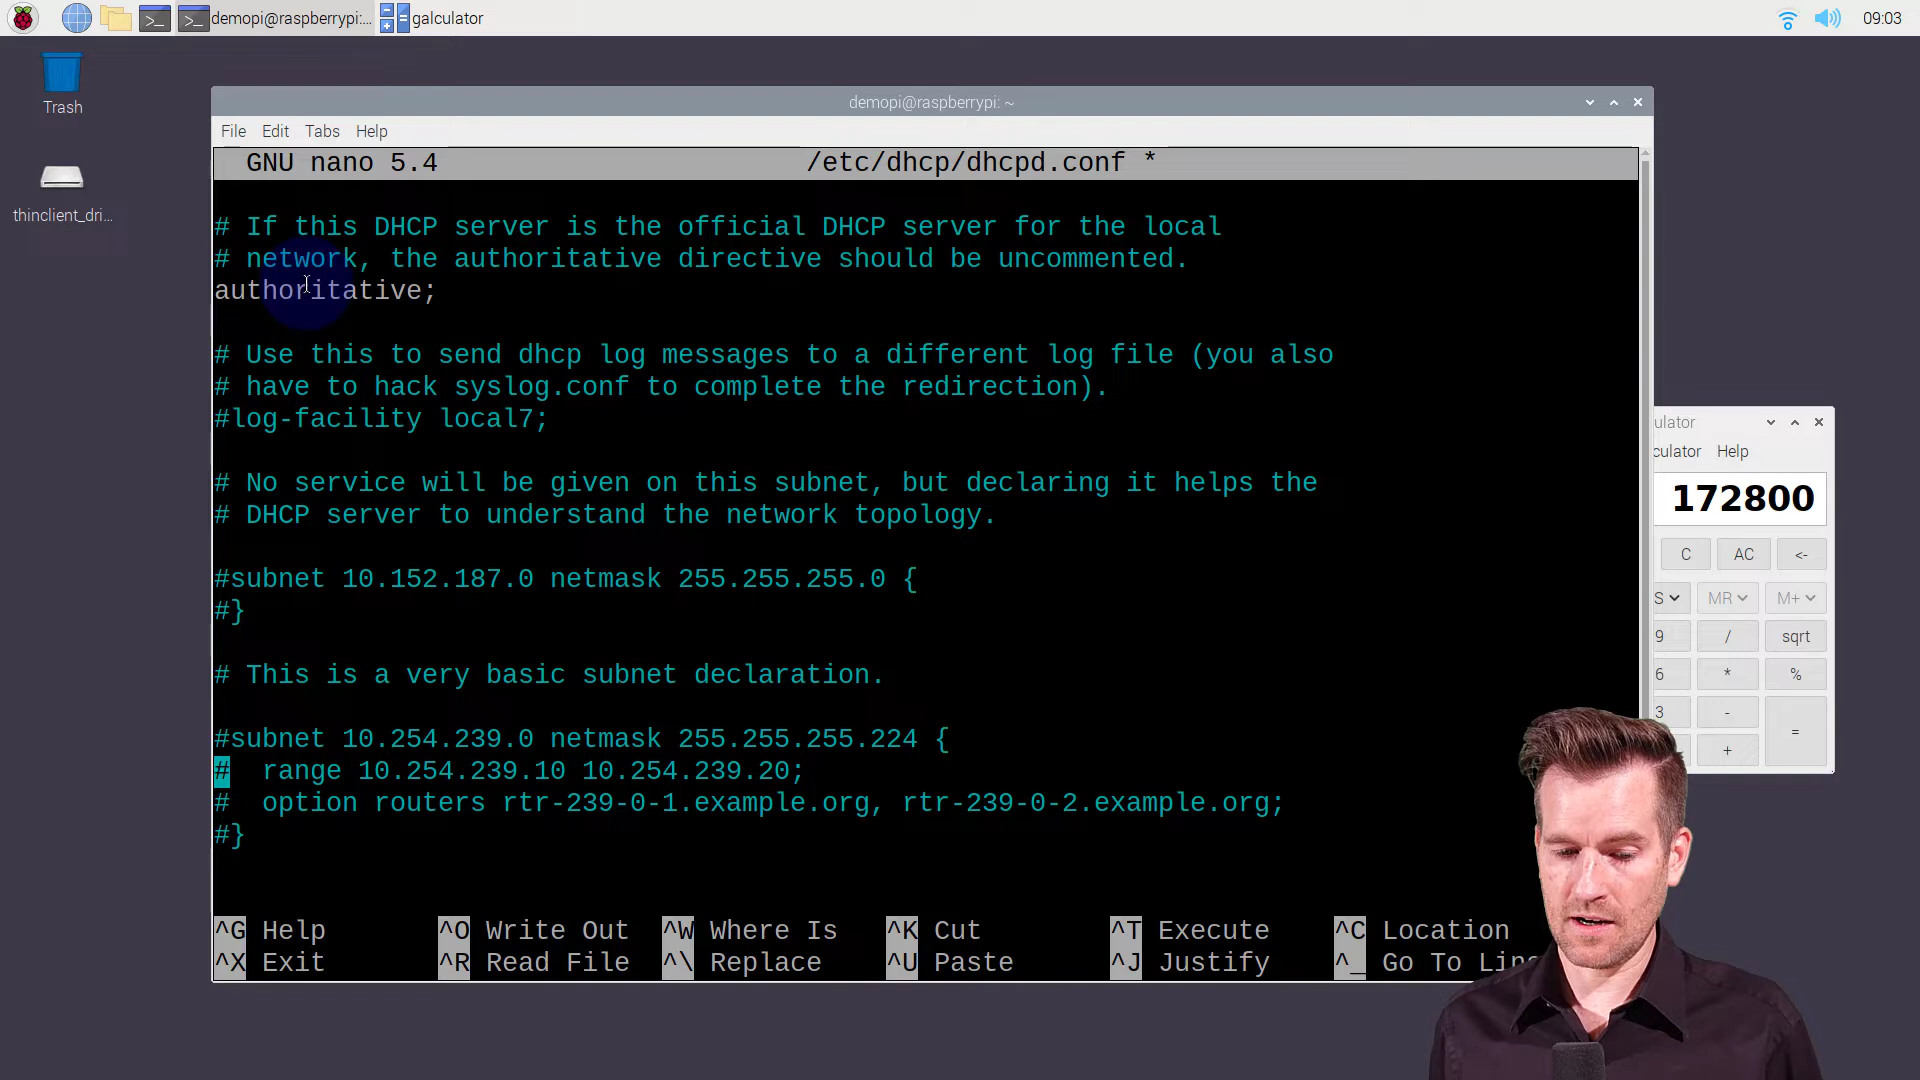 demopi@raspberrypi:...
galculator
09:03
Trash
thinclient_dri...
demopi@raspberrypi: ~
File Edit Tabs Help
GNU nano 5.4 /etc/dhcp/dhcpd.conf *
# If this DHCP server is the official DHCP server for the local
# network, the authoritative directive should be uncommented.
authoritative;
# Use this to send dhcp log messages to a different log file (you also
# have to hack syslog.conf to complete the redirection).
#log-facility local7;
# No service will be given on this subnet, but declaring it helps the
# DHCP server to understand the network topology.
#subnet 10.152.187.0 netmask 255.255.255.0 {
#}
# This is a very basic subnet declaration.
#subnet 10.254.239.0 netmask 255.255.255.224 {
#  range 10.254.239.10 10.254.239.20;
#  option routers rtr-239-0-1.example.org, rtr-239-0-2.example.org;
#}
^G Help ^O Write Out ^W Where Is ^K Cut ^T Execute ^C Location
^X Exit ^R Read File ^\ Replace ^U Paste ^J Justify ^_ Go To Lin
ulator
culator Help
172800
C AC <-
S MR M+
9 / sqrt
6 * %
3 - =
+